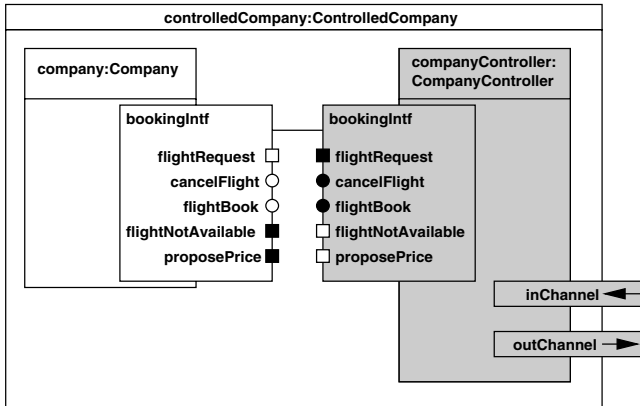 controlledCompany:ControlledCompany
company:Company
companyController:
CompanyController
bookingIntf
flightRequest
cancelFlight
flightBook
flightNotAvailable
proposePrice
bookingIntf
flightRequest
cancelFlight
flightBook
flightNotAvailable
proposePrice
inChannel
outChannel